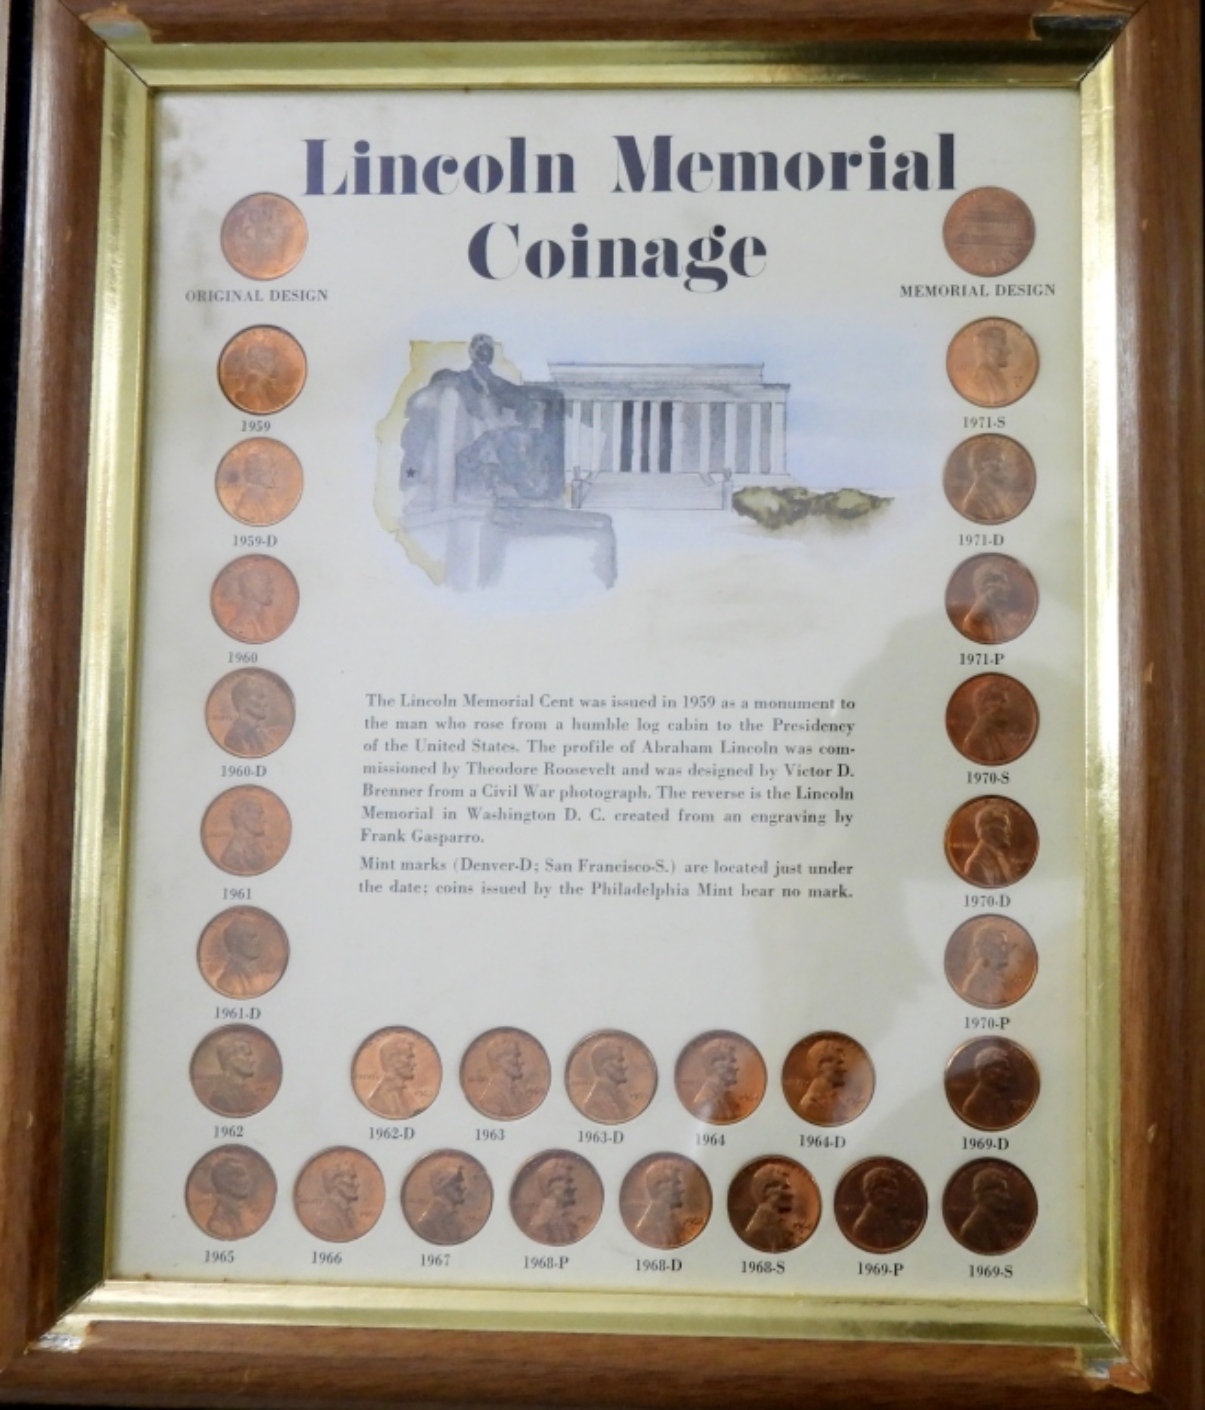 Lincoln Memorial
Coinage
ORIGINAL DESIGN
MEMORIAL DESIGN
1959
1971-S
1959-D
1971-D
1960
1971-P
1960-D
1970-S
1961
1970-D
1961-D
1970-P
The Lincoln Memorial Cent was issued in 1959 as a monument to
the man who rose from a humble log cabin to the Presidency
of the United States. The profile of Abraham Lincoln was com-
missioned by Theodore Roosevelt and was designed by Victor D.
Brenner from a Civil War photograph. The reverse is the Lincoln
Memorial in Washington D. C. created from an engraving by
Frank Gasparro.
Mint marks (Denver-D; San Francisco-S.) are located just under
the date; coins issued by the Philadelphia Mint bear no mark.
1962
1962-D
1963
1963-D
1964
1964-D
1969-D
1965
1966
1967
1968-P
1968-D
1968-S
1969-P
1969-S